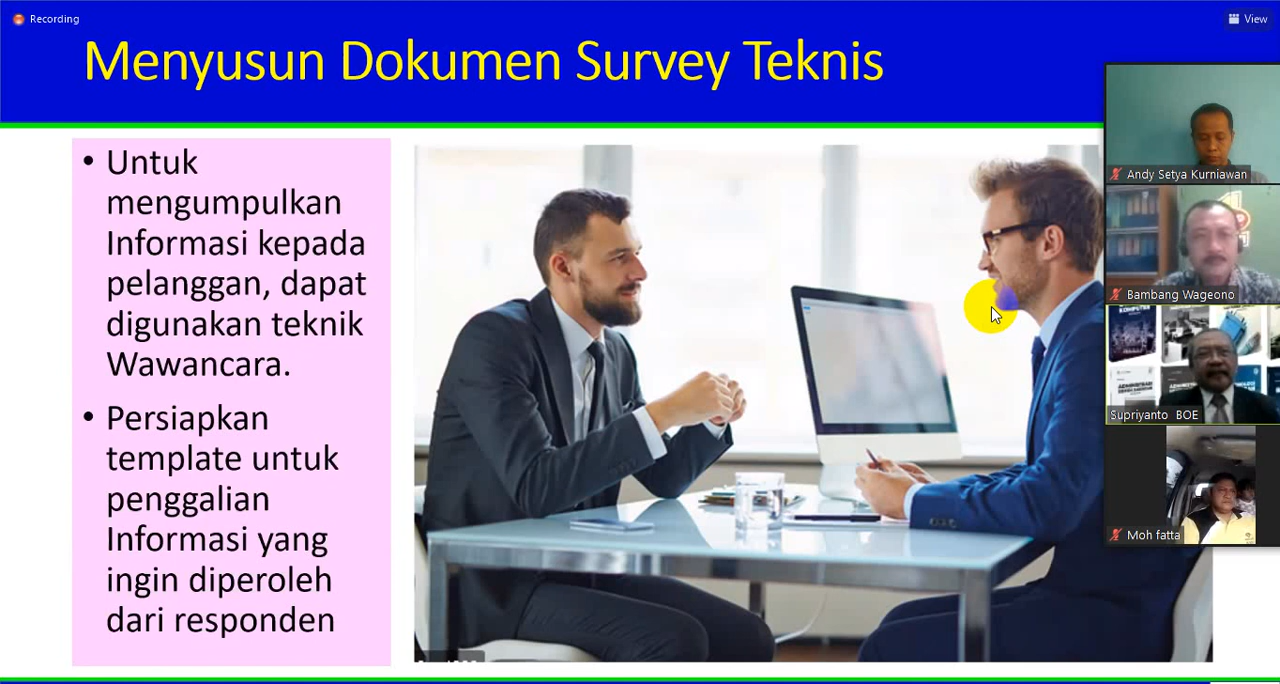 Recording
View
Menyusun Dokumen Survey Teknis
• Untuk
mengumpulkan
Informasi kepada
pelanggan, dapat
digunakan teknik
Wawancara.
• Persiapkan
template untuk
penggalian
Informasi yang
ingin diperoleh
dari responden
Andy Setya Kurniawan
Bambang Wageono
Supriyanto BOE
Moh fatta